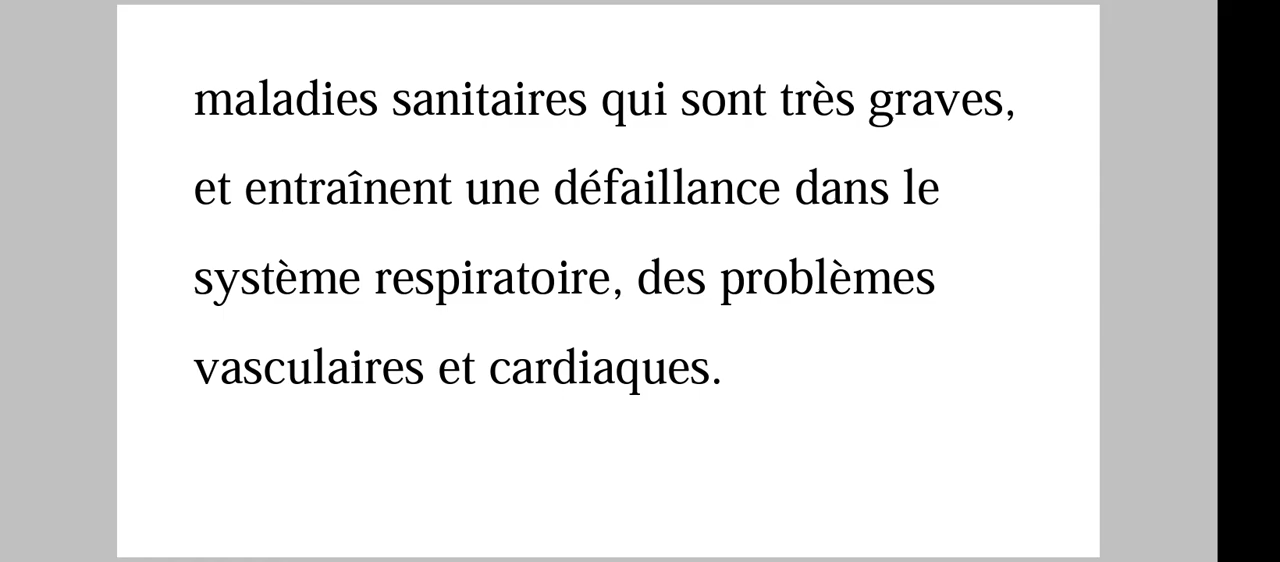 maladies sanitaires qui sont très graves,
et entraînent une défaillance dans le
système respiratoire, des problèmes
vasculaires et cardiaques.